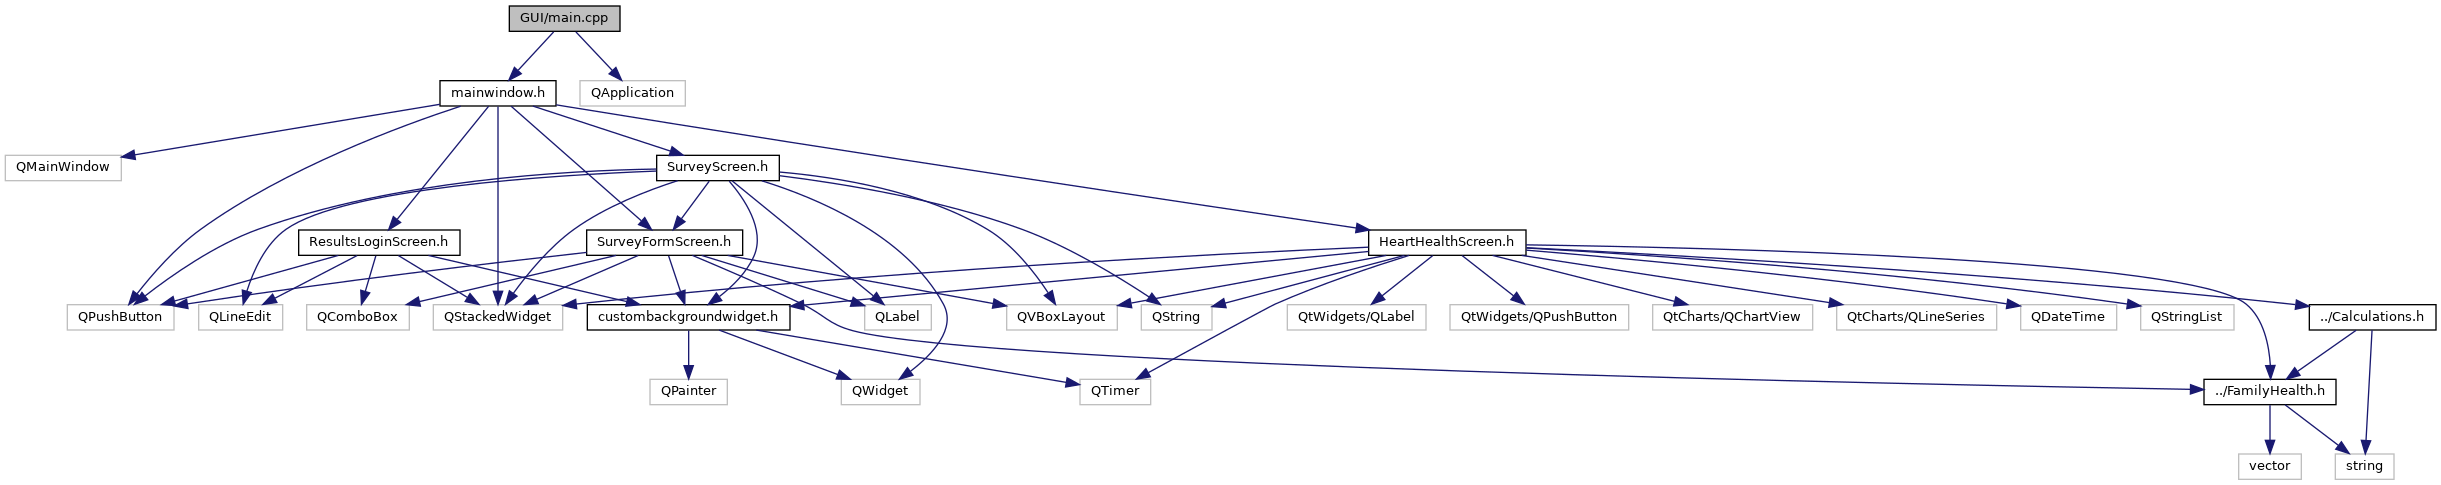 GUI/main.cpp
mainwindow.h
QApplication
QMainWindow
SurveyScreen.h
ResultsLoginScreen.h
SurveyFormScreen.h
HeartHealthScreen.h
QPushButton
QLineEdit
QComboBox
QStackedWidget
custombackgroundwidget.h
QLabel
QVBoxLayout
QString
QtWidgets/QLabel
QtWidgets/QPushButton
QtCharts/QChartView
QtCharts/QLineSeries
QDateTime
QStringList
../Calculations.h
QPainter
QWidget
QTimer
../FamilyHealth.h
vector
string